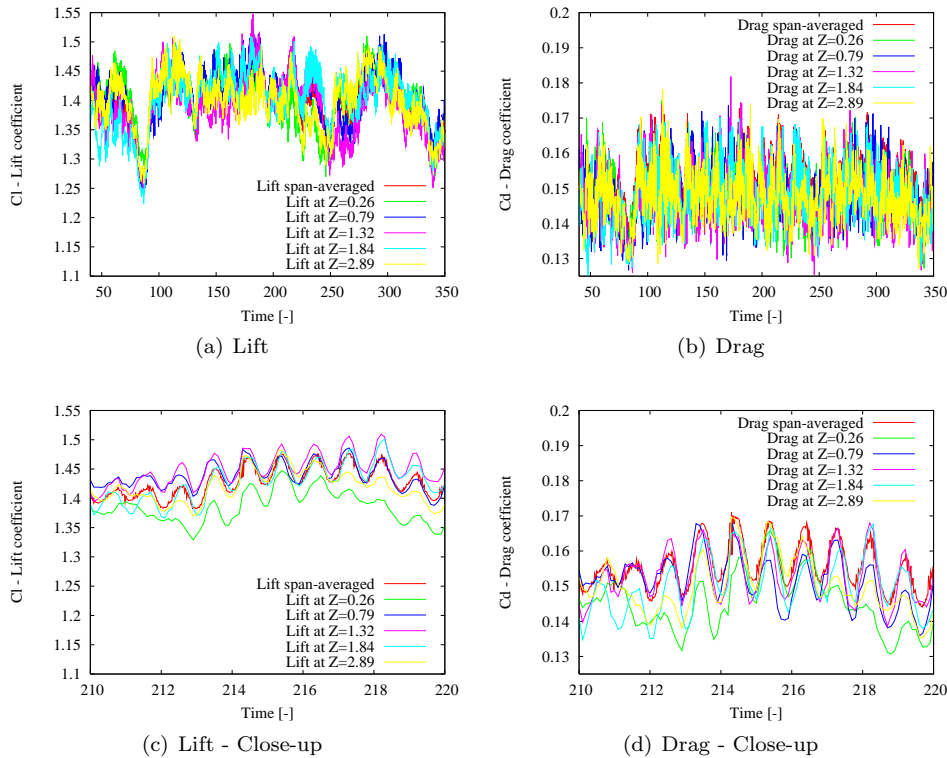 1.55
1.5
1.45
1.4
1.35
1.3
1.25
1.2
1.15
1.1
Cl - Lift coefficient
Lift span-averaged
Lift at Z=0.26
Lift at Z=0.79
Lift at Z=1.32
Lift at Z=1.84
Lift at Z=2.89
50 100 150 200 250 300 350
Time [-]
(a) Lift
0.2
0.19
0.18
0.17
0.16
0.15
0.14
0.13
Cd - Drag coefficient
Drag span-averaged
Drag at Z=0.26
Drag at Z=0.79
Drag at Z=1.32
Drag at Z=1.84
Drag at Z=2.89
50 100 150 200 250 300 350
Time [-]
(b) Drag
1.55
1.5
1.45
1.4
1.35
1.3
1.25
1.2
1.15
1.1
Cl - Lift coefficient
Lift span-averaged
Lift at Z=0.26
Lift at Z=0.79
Lift at Z=1.32
Lift at Z=1.84
Lift at Z=2.89
210 212 214 216 218 220
Time [-]
(c) Lift - Close-up
0.2
0.19
0.18
0.17
0.16
0.15
0.14
0.13
Cd - Drag coefficient
Drag span-averaged
Drag at Z=0.26
Drag at Z=0.79
Drag at Z=1.32
Drag at Z=1.84
Drag at Z=2.89
210 212 214 216 218 220
Time [-]
(d) Drag - Close-up